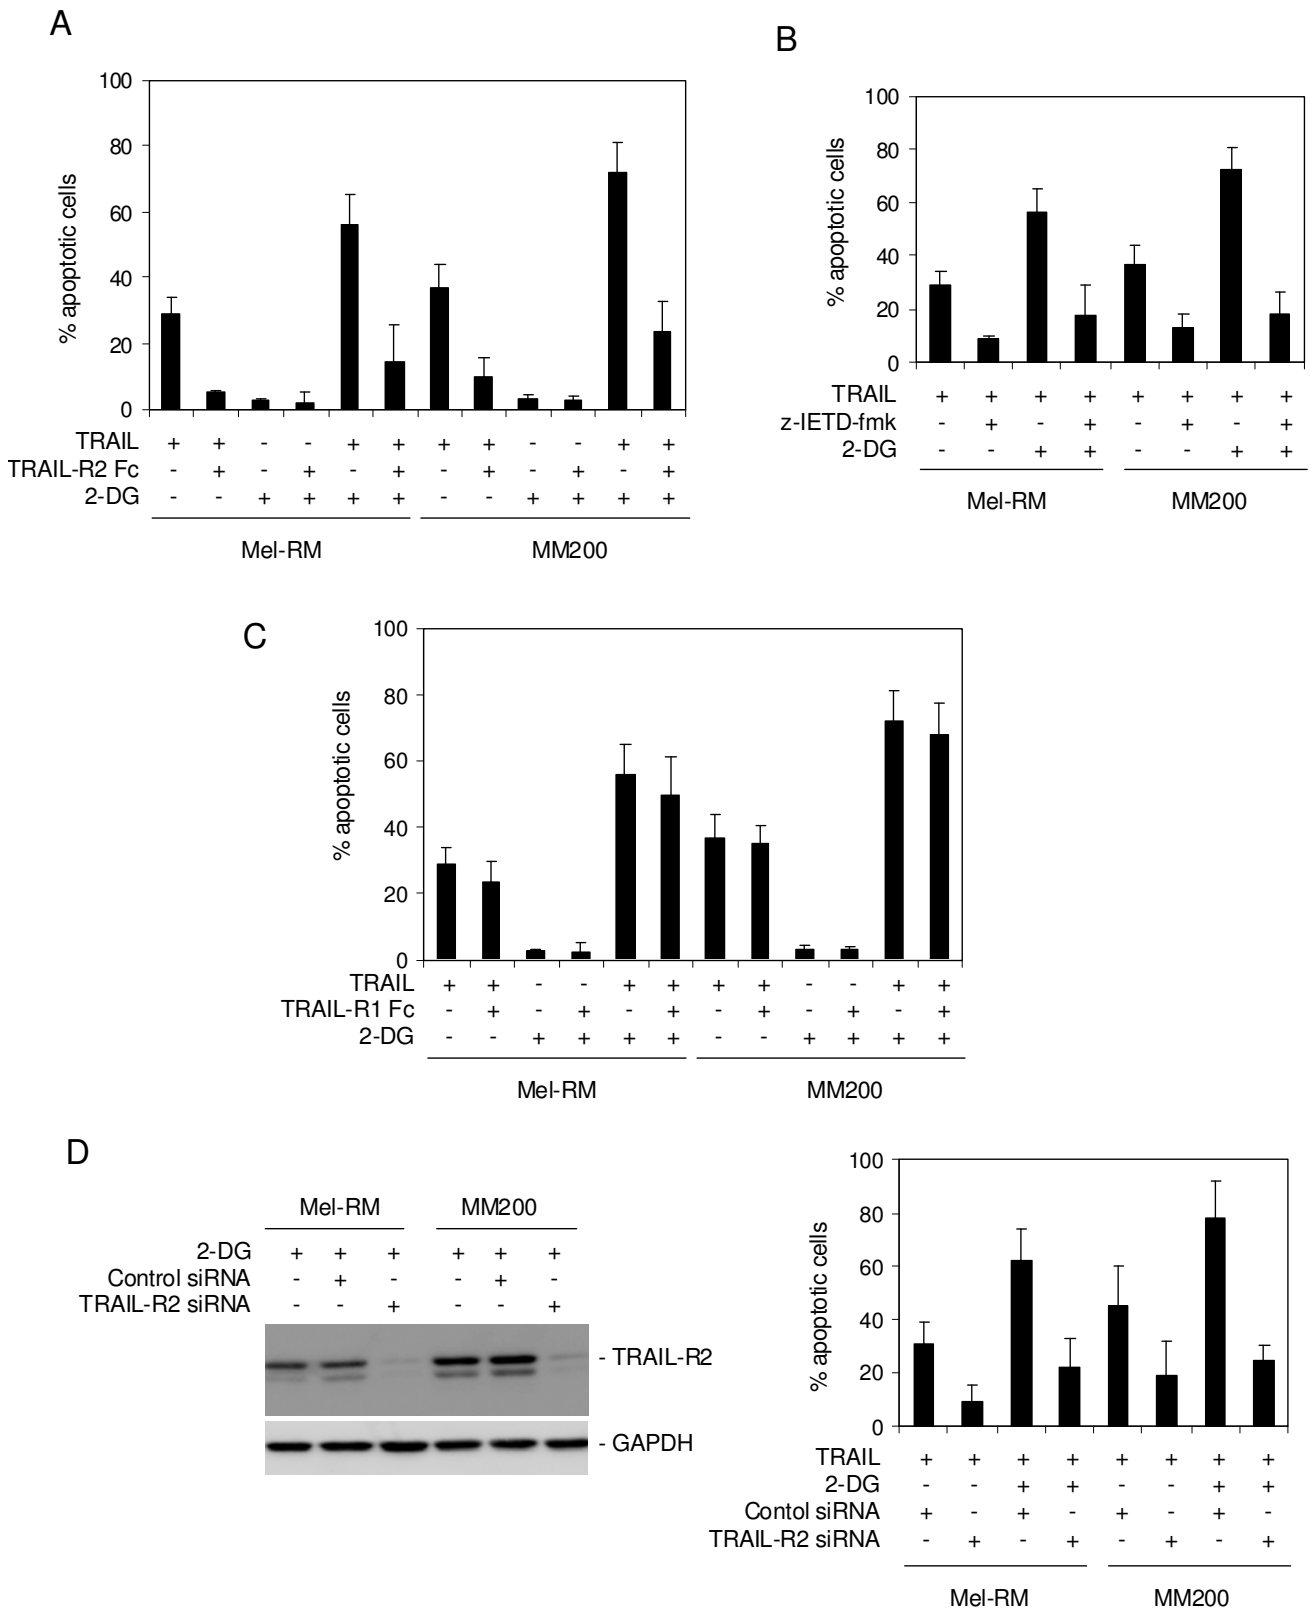 A
100
80
60
40
20
0
% apoptotic cells
TRAIL + + - - + + + + - - + +
TRAIL-R2 Fc - + - + - + - + - + - +
2-DG - - + + + + - - + + + +
Mel-RM MM200
B
100
80
60
40
20
0
% apoptotic cells
TRAIL + + + + + + + +
z-IETD-fmk - + - + - + - +
2-DG - - + + - - + +
Mel-RM MM200
C
100
80
60
40
20
0
% apoptotic cells
TRAIL + + - - + + + + - - + +
TRAIL-R1 Fc - + - + - + - + - + - +
2-DG - - + + + + - - + + + +
Mel-RM MM200
D
Mel-RM MM200
2-DG + + + + + +
Control siRNA - + - - + -
TRAIL-R2 siRNA - - + - - +
- TRAIL-R2
- GAPDH
100
80
60
40
20
0
% apoptotic cells
TRAIL + + + + + + + +
2-DG - - + + - - + +
Contol siRNA + - + - + - + -
TRAIL-R2 siRNA - + - + - + - +
Mel-RM MM200